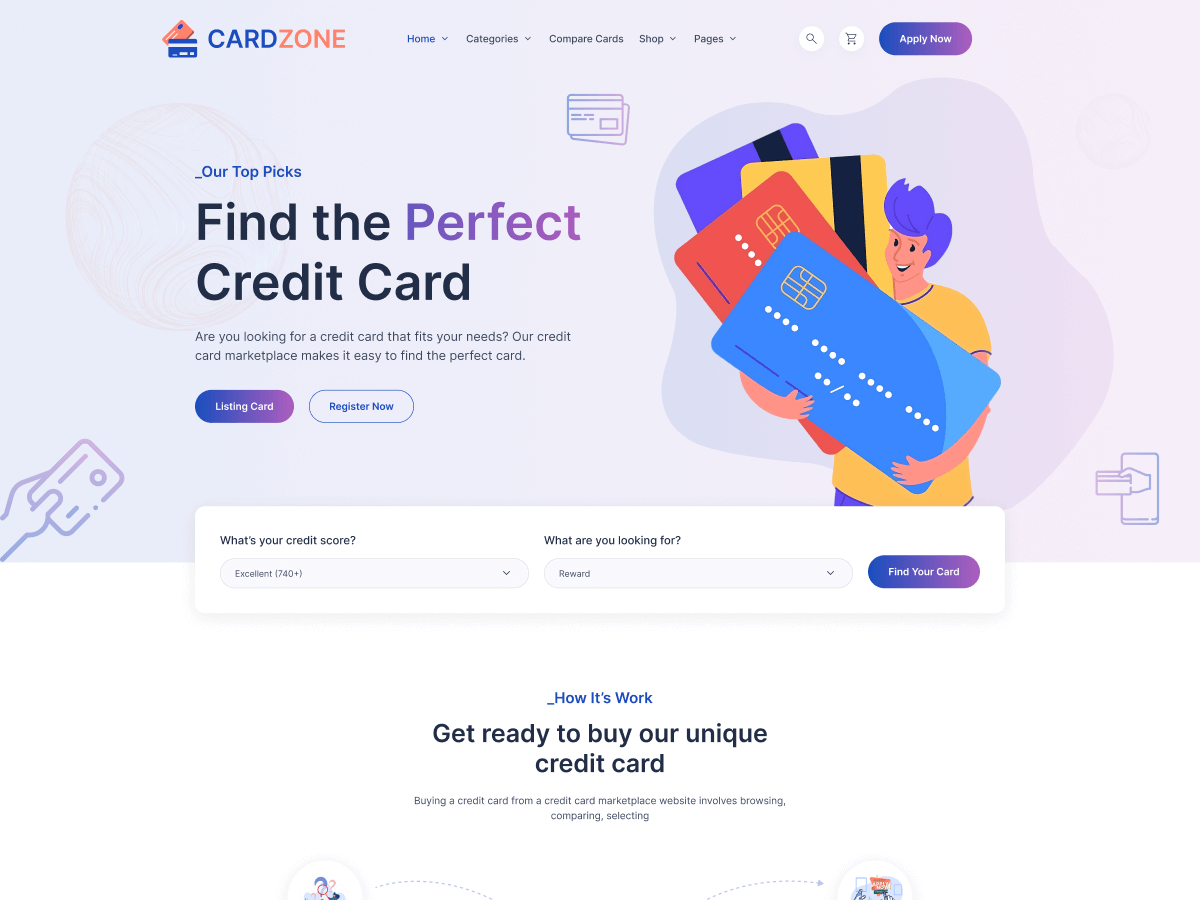 CARDZONE
Home
Categories
Compare Cards
Shop
Pages
Apply Now
_Our Top Picks
Find the Perfect
Credit Card
Are you looking for a credit card that fits your needs? Our credit
card marketplace makes it easy to find the perfect card.
Listing Card
Register Now
What's your credit score?
What are you looking for?
Excellent (740+)
Reward
Find Your Card
_How It's Work
Get ready to buy our unique
credit card
Buying a credit card from a credit card marketplace website involves browsing,
comparing, selecting